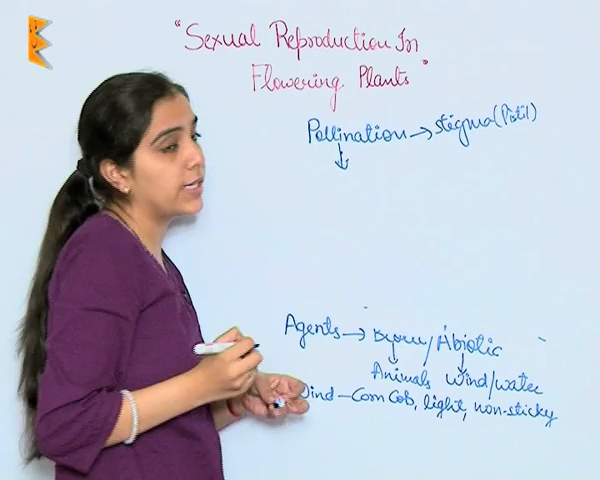 "Sexual Reproduction In
Flowering Plants"
Pollination → Stigma (Pistil)
Agents → /Abiotic
Animals Wind/water
Wind — Corn Cob, light, non-sticky